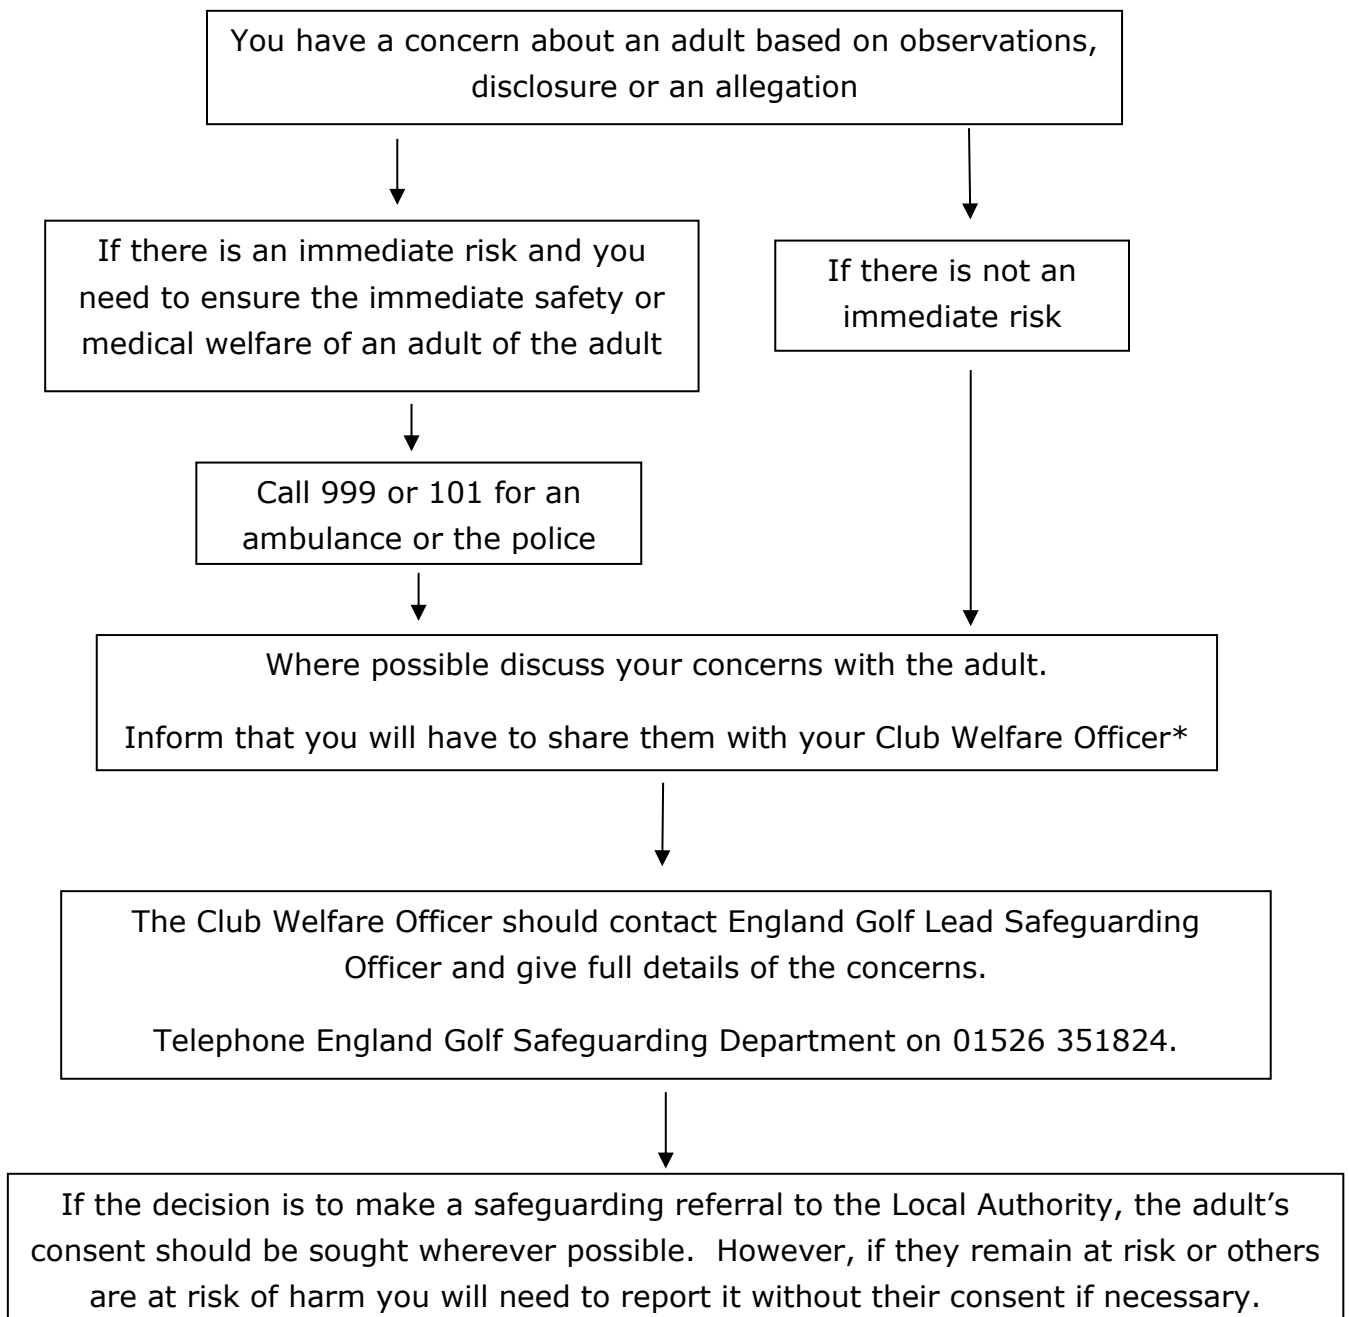 You have a concern about an adult based on observations,
disclosure or an allegation
If there is an immediate risk and you
need to ensure the immediate safety or
medical welfare of an adult of the adult
If there is not an
immediate risk
Call 999 or 101 for an
ambulance or the police
Where possible discuss your concerns with the adult.
Inform that you will have to share them with your Club Welfare Officer*
The Club Welfare Officer should contact England Golf Lead Safeguarding
Officer and give full details of the concerns.
Telephone England Golf Safeguarding Department on 01526 351824.
If the decision is to make a safeguarding referral to the Local Authority, the adult’s
consent should be sought wherever possible.  However, if they remain at risk or others
are at risk of harm you will need to report it without their consent if necessary.